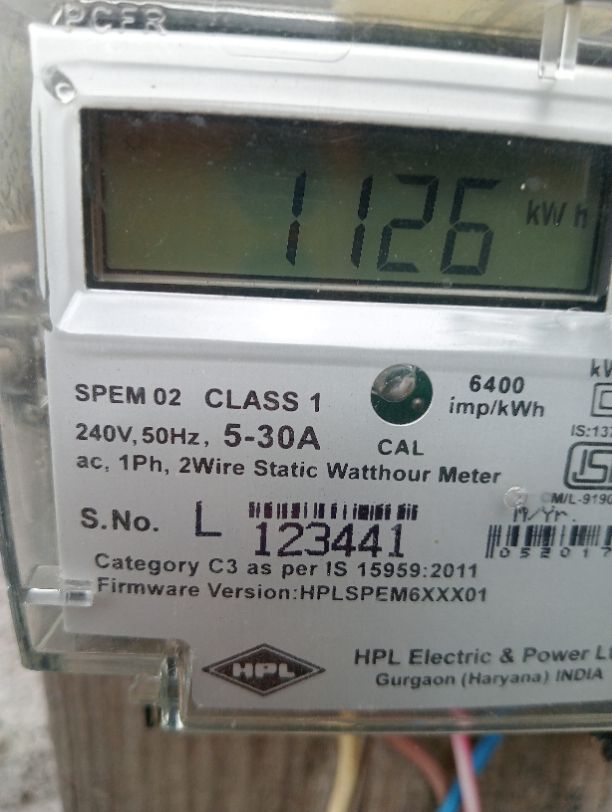 PCFR
1126 kWh
SPEM 02 CLASS 1
6400
imp/kWh
240V, 50Hz, 5-30A
CAL
ac, 1Ph, 2Wire Static Watthour Meter
S.No. L 123441
M/Yr.
052017
Category C3 as per IS 15959:2011
Firmware Version:HPLSPEM6XXX01
HPL
HPL Electric & Power
Gurgaon (Haryana) INDIA